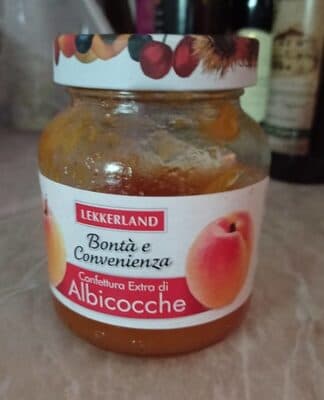 LEKKERLAND
Bontà e
Convenienza
Confettura Extra di
Albicocche